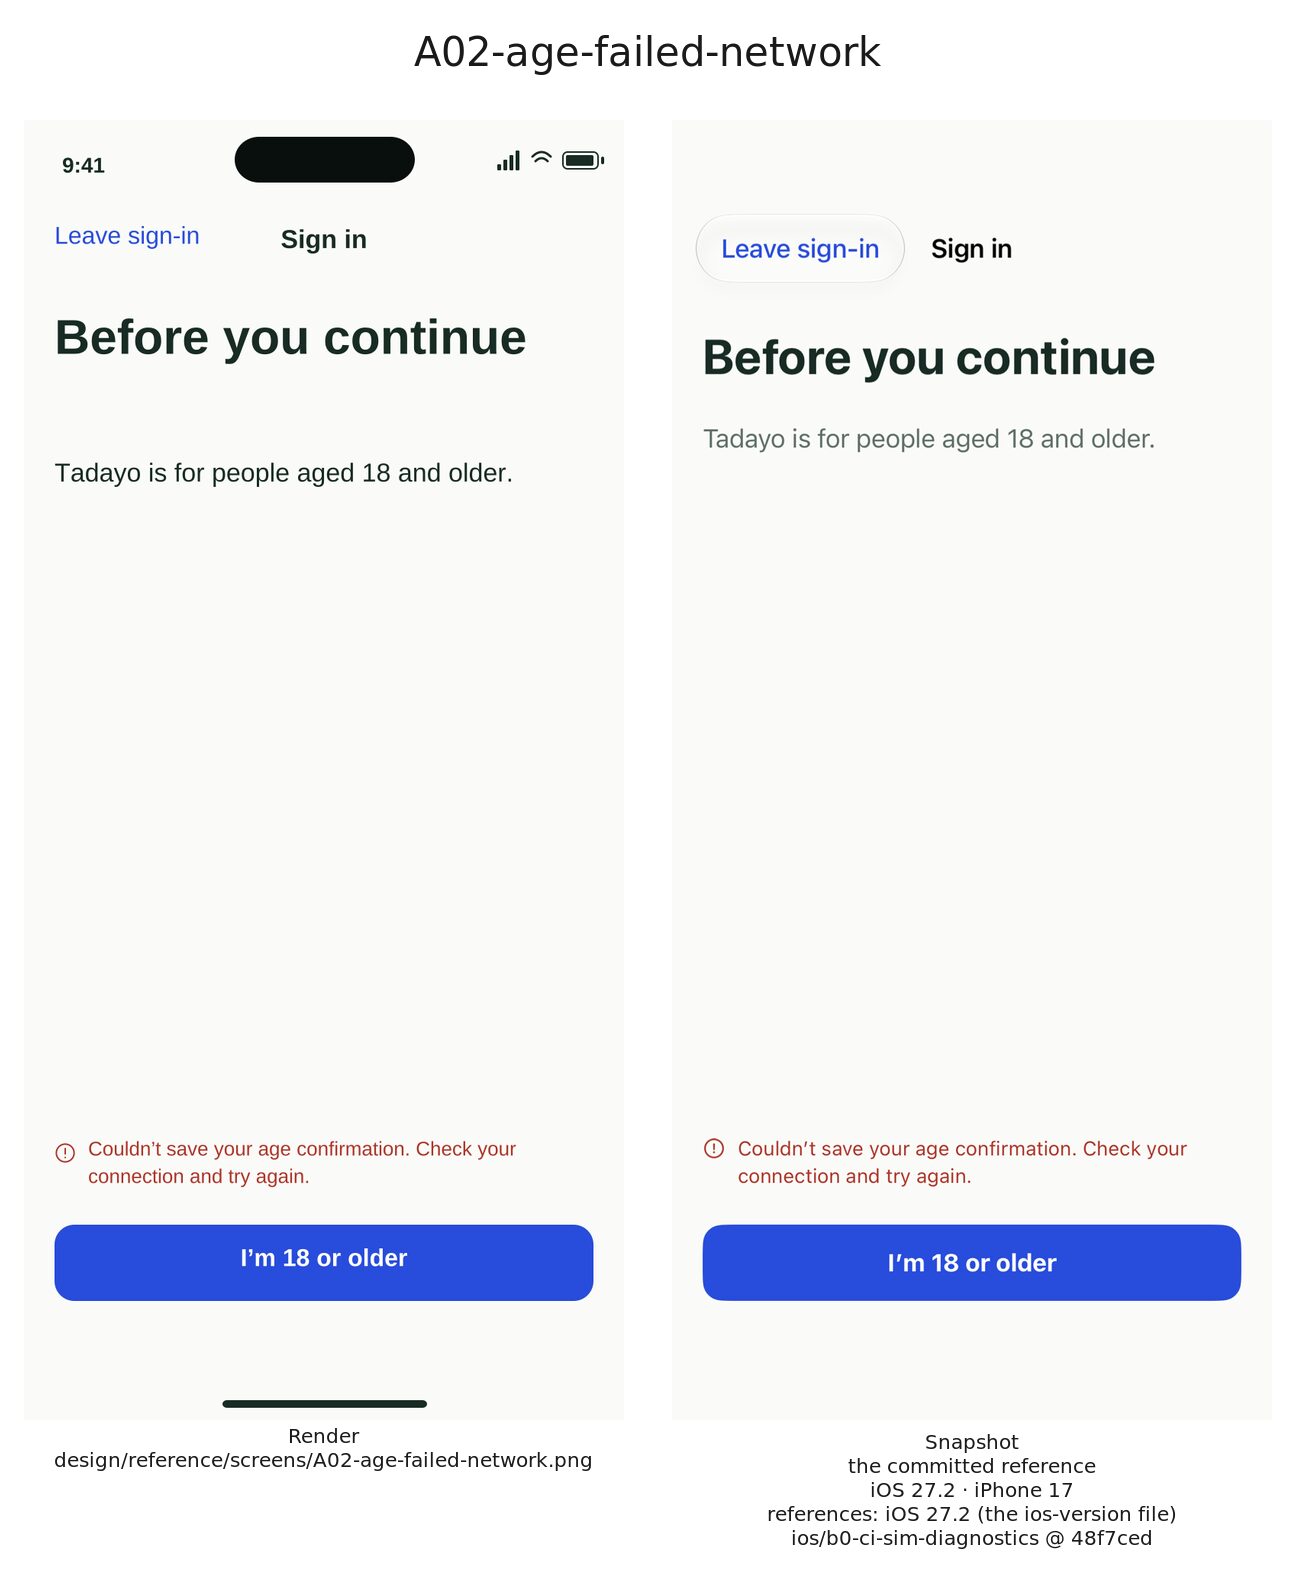 A02-age-failed-network
9:41
Leave sign-in
Sign in
Before you continue
Tadayo is for people aged 18 and older.
Couldn’t save your age confirmation. Check your
connection and try again.
I’m 18 or older
Render
design/reference/screens/A02-age-failed-network.png
Leave sign-in
Sign in
Before you continue
Tadayo is for people aged 18 and older.
Couldn’t save your age confirmation. Check your
connection and try again.
I’m 18 or older
Snapshot
the committed reference
iOS 27.2 · iPhone 17
references: iOS 27.2 (the ios-version file)
ios/b0-ci-sim-diagnostics @ 48f7ced